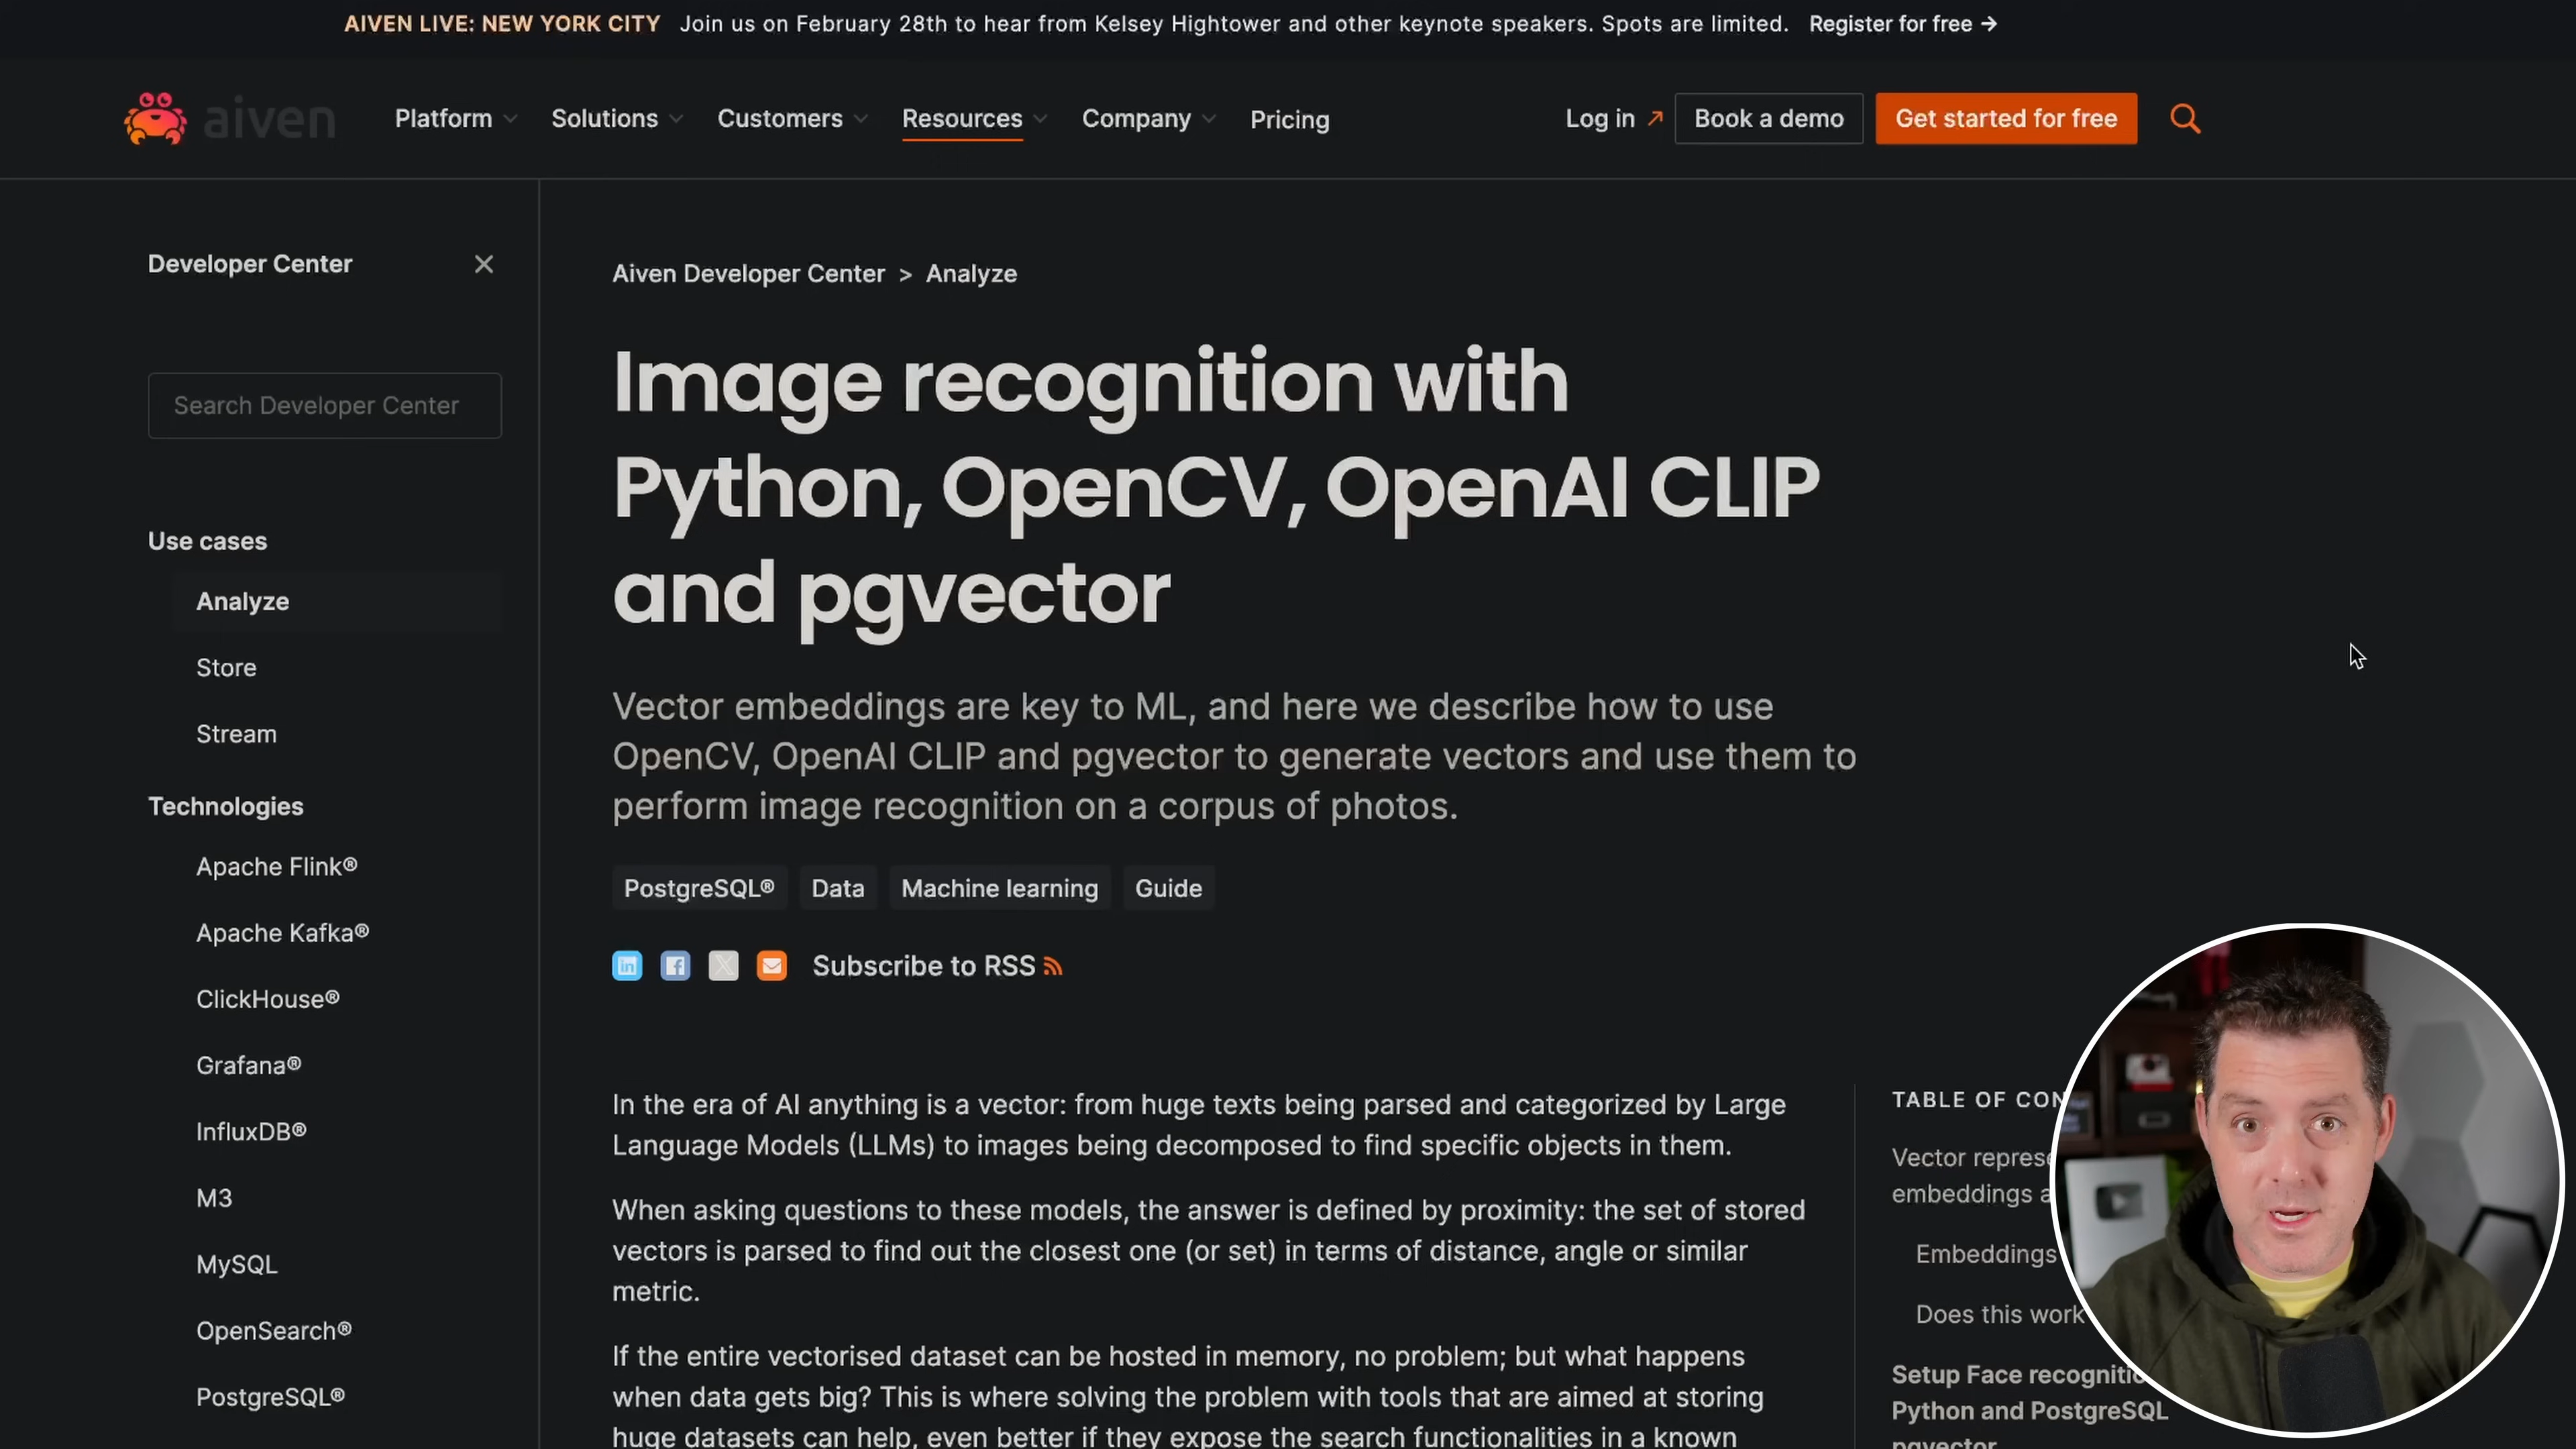 AIVEN LIVE: NEW YORK CITY Join us on February 28th to hear from Kelsey Hightower and other keynote speakers. Spots are limited. Register for free →
aiven Platform Solutions Customers Resources Company Pricing Log in ↗ Book a demo Get started for free
Developer Center
Search Developer Center
Use cases
Analyze
Store
Stream
Technologies
Apache Flink®
Apache Kafka®
ClickHouse®
Grafana®
InfluxDB®
M3
MySQL
OpenSearch®
PostgreSQL®
Aiven Developer Center > Analyze
Image recognition with
Python, OpenCV, OpenAI CLIP
and pgvector
Vector embeddings are key to ML, and here we describe how to use
OpenCV, OpenAI CLIP and pgvector to generate vectors and use them to
perform image recognition on a corpus of photos.
PostgreSQL® Data Machine learning Guide
Subscribe to RSS
In the era of AI anything is a vector: from huge texts being parsed and categorized by Large
Language Models (LLMs) to images being decomposed to find specific objects in them.
When asking questions to these models, the answer is defined by proximity: the set of stored
vectors is parsed to find out the closest one (or set) in terms of distance, angle or similar
metric.
If the entire vectorised dataset can be hosted in memory, no problem; but what happens
when data gets big? This is where solving the problem with tools that are aimed at storing
huge datasets can help, even better if they expose the search functionalities in a known
TABLE OF CON
Vector represe
embeddings a
Embeddings
Does this work
Setup Face recognitio
Python and PostgreSQL
pgvector